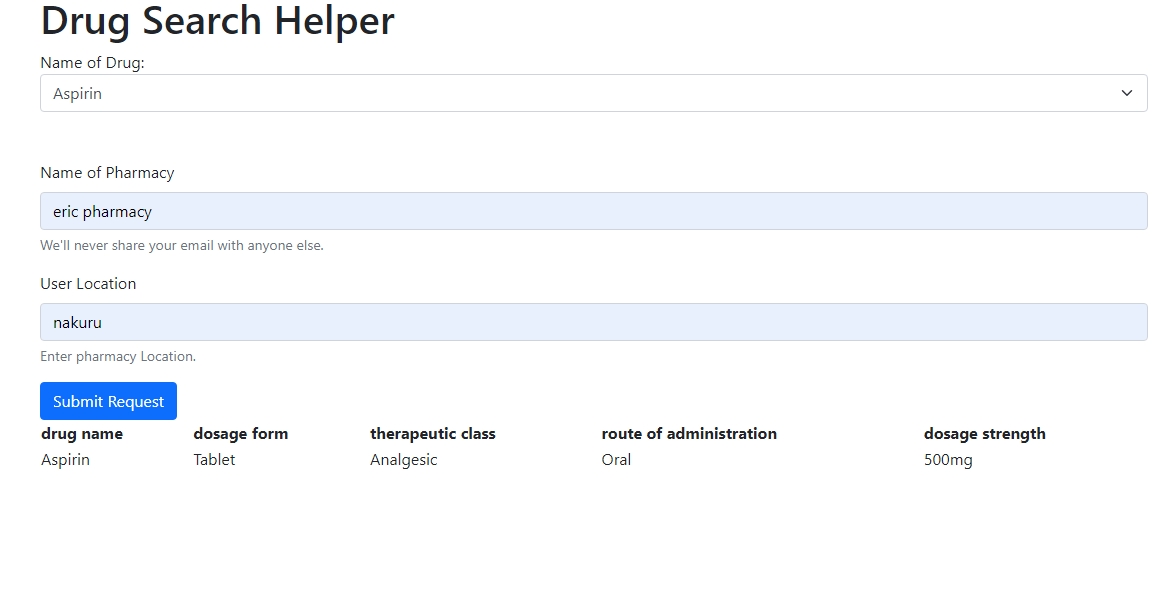 Drug Search Helper
Name of Drug:
Aspirin
Name of Pharmacy
eric pharmacy
We'll never share your email with anyone else.
User Location
nakuru
Enter pharmacy Location.
Submit Request
drug name dosage form therapeutic class route of administration dosage strength
Aspirin Tablet Analgesic Oral 500mg